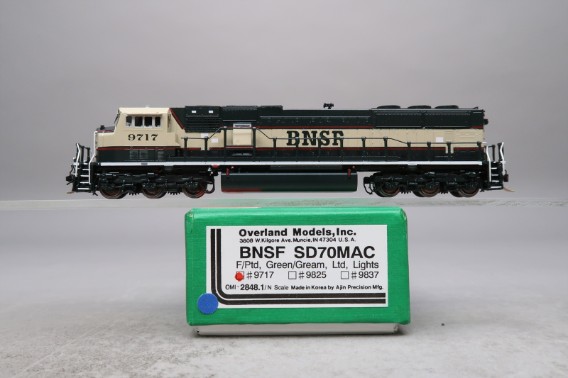 9717
BNSF
Overland Models, Inc.
3808 W. Kilgore Ave. Muncie, IN 47304 U.S.A.
BNSF SD70MAC
F/Ptd, Green/Gream, Ltd, Lights
#9717 #9825 #9837
OMI 2848.1/N Scale Made in Korea by Ajin Precision Mfg.